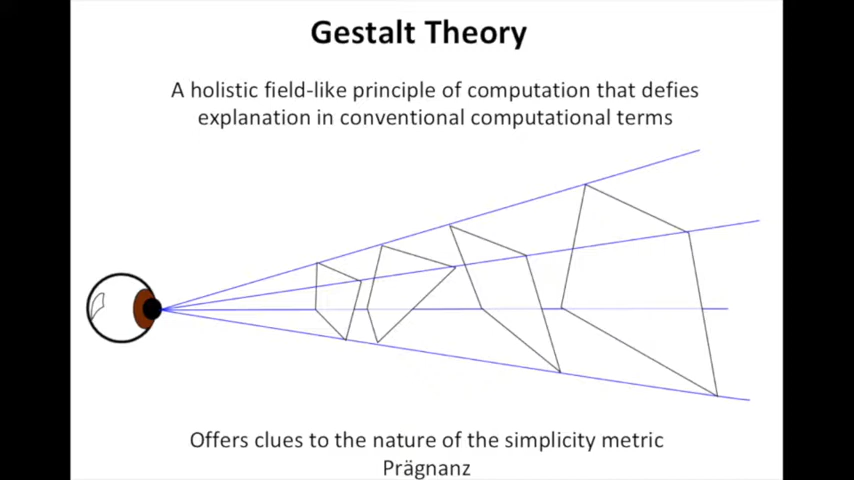 Gestalt Theory
A holistic field-like principle of computation that defies
explanation in conventional computational terms
Offers clues to the nature of the simplicity metric
Prägnanz